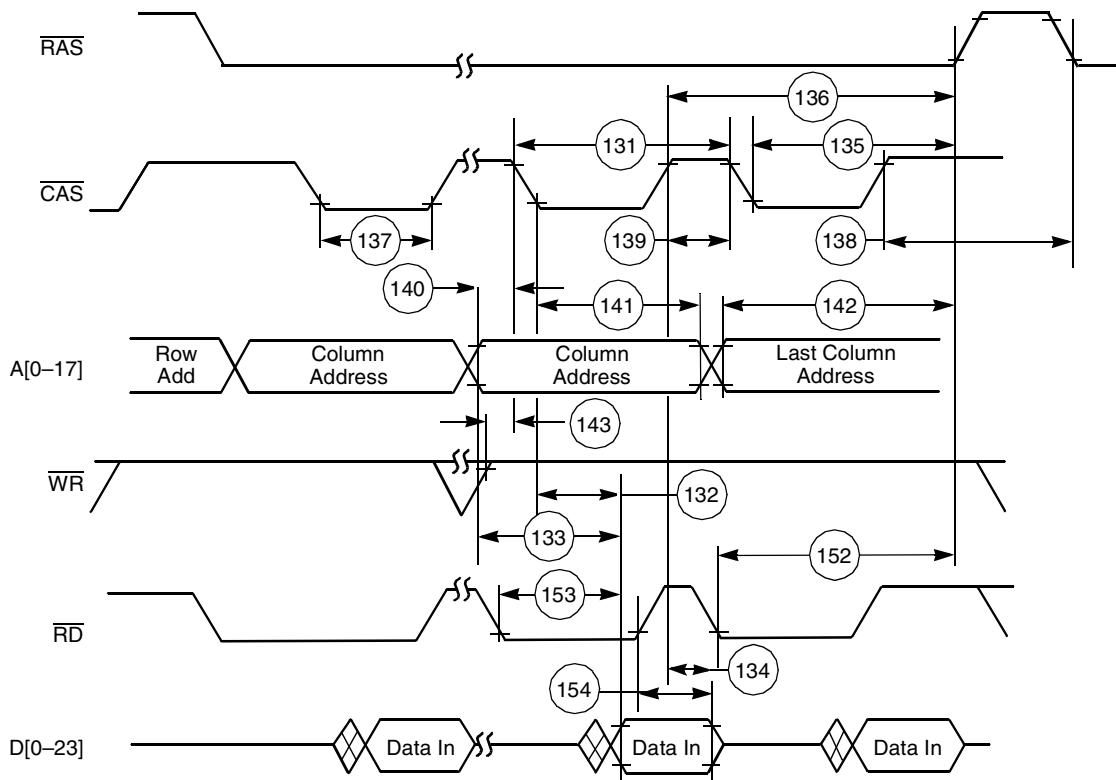 RAS
136
131
135
CAS
137
139
138
140
141
142
A[0–17]
Row
Add
Column
Address
Column
Address
Last Column
Address
143
WR
132
133
152
153
RD
134
154
D[0–23]
Data In
Data In
Data In